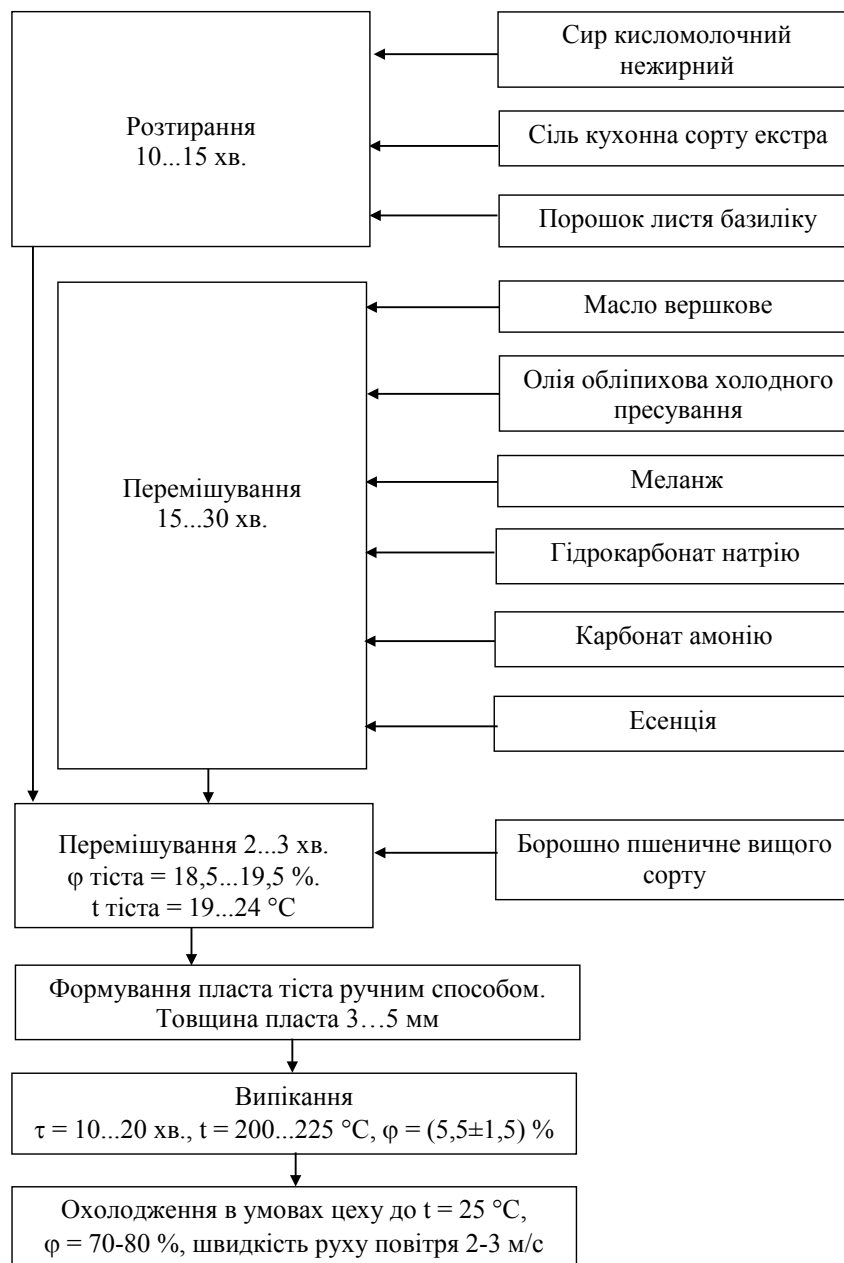 Сир кисломолочний
нежирний
Розтирання
10...15 хв.
Сіль кухонна сорту екстра
Порошок листя базиліку
Масло вершкове
Олія обліпихова холодного
пресування
Перемішування
15...30 хв.
Меланж
Гідрокарбонат натрію
Карбонат амонію
Есенція
Перемішування 2...3 хв.
φ тіста = 18,5...19,5 %.
t тіста = 19...24 °С
Борошно пшеничне вищого
сорту
Формування пласта тіста ручним способом.
Товщина пласта 3…5 мм
Випікання
τ = 10...20 хв., t = 200...225 °С, φ = (5,5±1,5) %
Охолодження в умовах цеху до t = 25 °С,
φ = 70-80 %, швидкість руху повітря 2-3 м/с